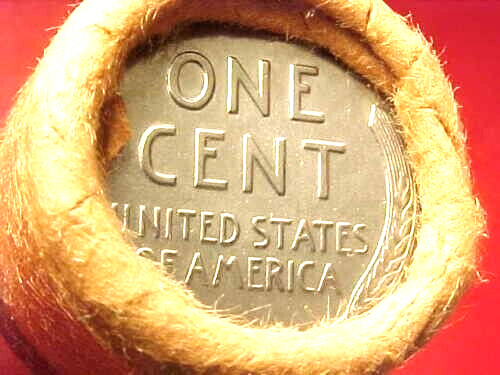 ONE
CENT
UNITED STATES
OF AMERICA